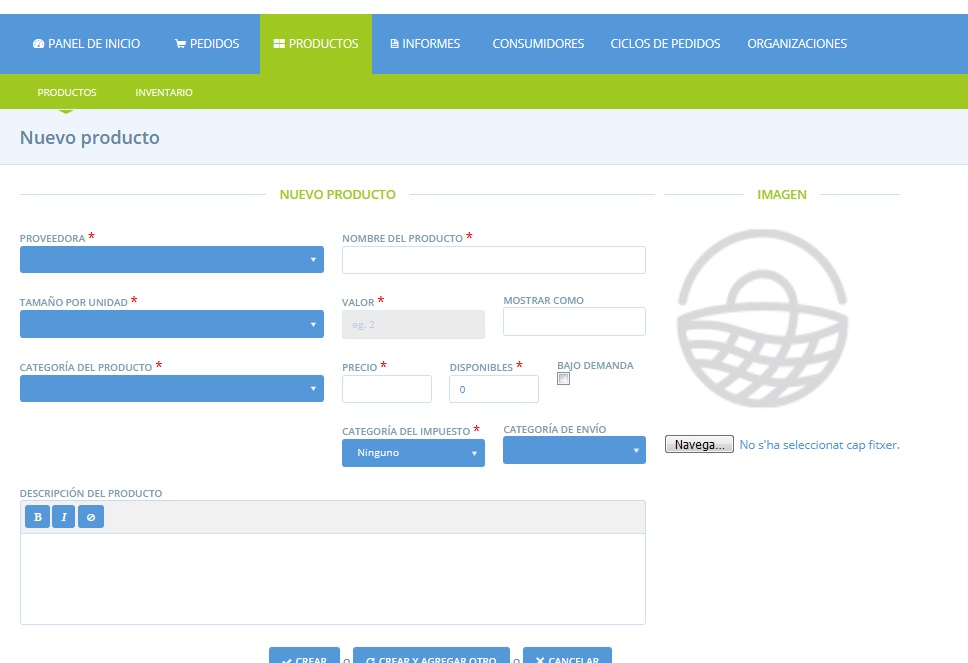 PANEL DE INICIO PEDIDOS PRODUCTOS INFORMES CONSUMIDORES CICLOS DE PEDIDOS ORGANIZACIONES
PRODUCTOS INVENTARIO
Nuevo producto
NUEVO PRODUCTO IMAGEN
PROVEEDORA * NOMBRE DEL PRODUCTO *
TAMAÑO POR UNIDAD * VALOR * MOSTRAR COMO
eg. 2
CATEGORÍA DEL PRODUCTO * PRECIO * DISPONIBLES * BAJO DEMANDA
0
CATEGORÍA DEL IMPUESTO * CATEGORÍA DE ENVÍO
Ninguno
Navega... No s'ha seleccionat cap fitxer.
DESCRIPCIÓN DEL PRODUCTO
B I
CREAR o CREAR Y AGREGAR OTRO o CANCELAR